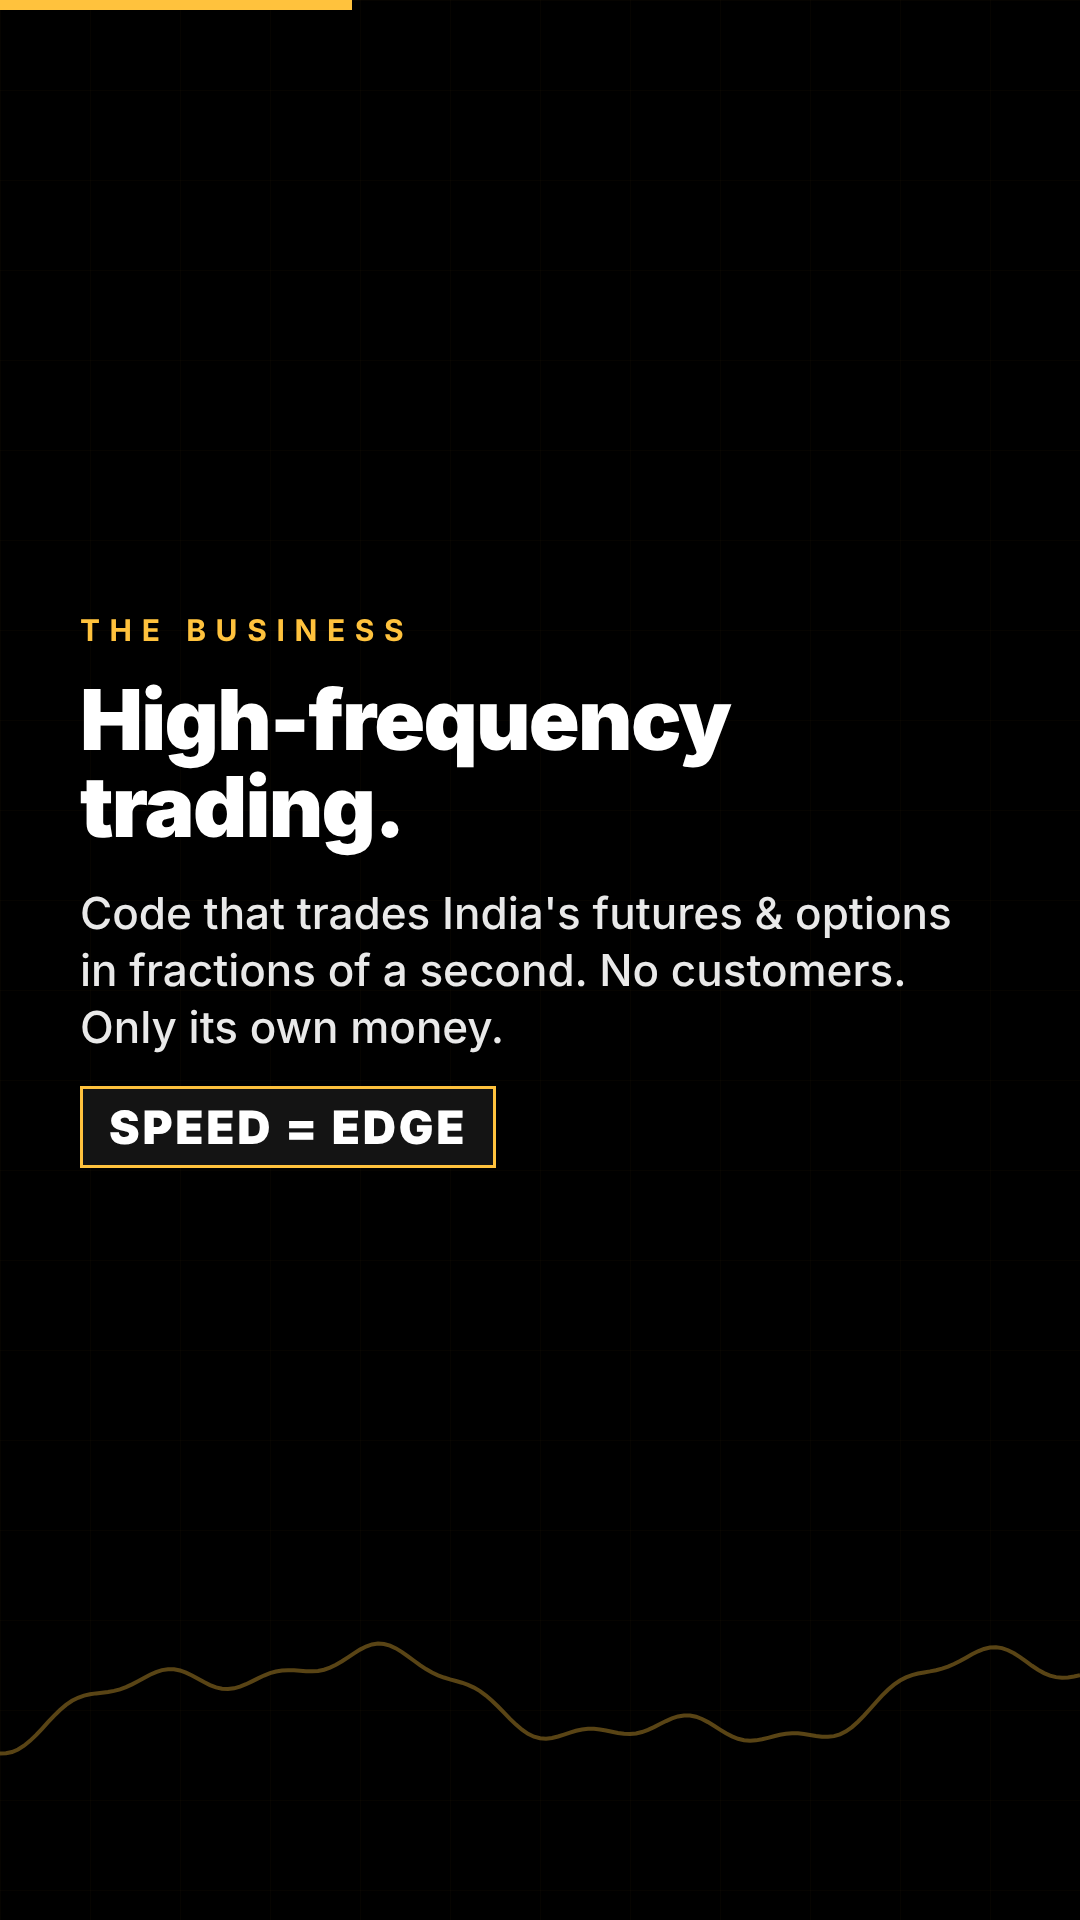 THE BUSINESS
High-frequency
trading.
Code that trades India's futures & options
in fractions of a second. No customers.
Only its own money.
SPEED = EDGE